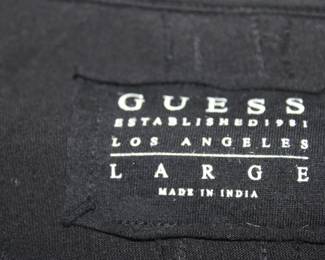 GUESS
ESTABLISHED 1981
LOS ANGELES
LARGE
MADE IN INDIA